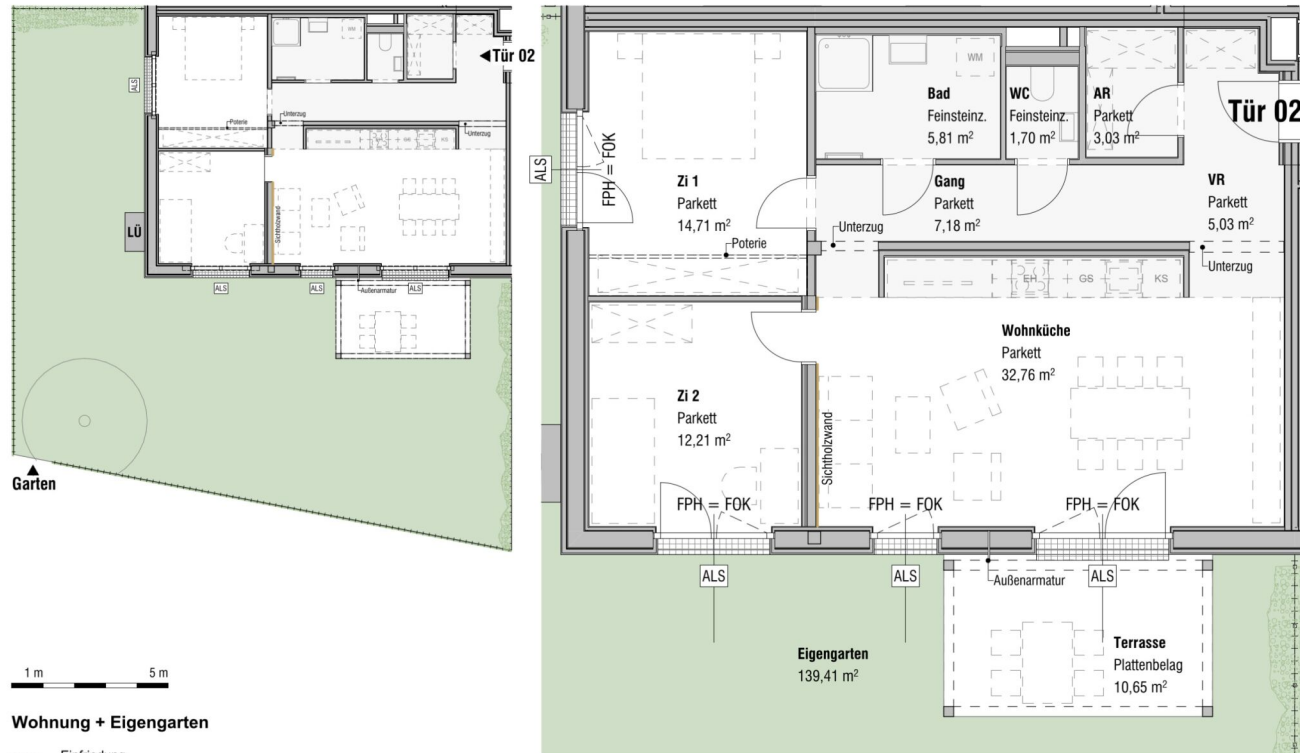 Tür 02
WM
ALS
Poterie
Unterzug
Unterzug
GS
KS
Sichtholzwand
LÜ
ALS
ALS
ALS
Außenarmatur
Garten
1 m
5 m
Wohnung + Eigengarten
Einfriedung
Bad
Feinsteinz.
5,81 m²
WM
WC
Feinsteinz.
1,70 m²
AR
Parkett
3,03 m²
Tür 02
ALS
FPH = FOK
Zi 1
Parkett
14,71 m²
Gang
Parkett
7,18 m²
VR
Parkett
5,03 m²
Unterzug
Poterie
Unterzug
EH
GS
KS
Wohnküche
Parkett
32,76 m²
Zi 2
Parkett
12,21 m²
Sichtholzwand
FPH = FOK
FPH = FOK
FPH = FOK
ALS
ALS
ALS
Außenarmatur
Eigengarten
139,41 m²
Terrasse
Plattenbelag
10,65 m²